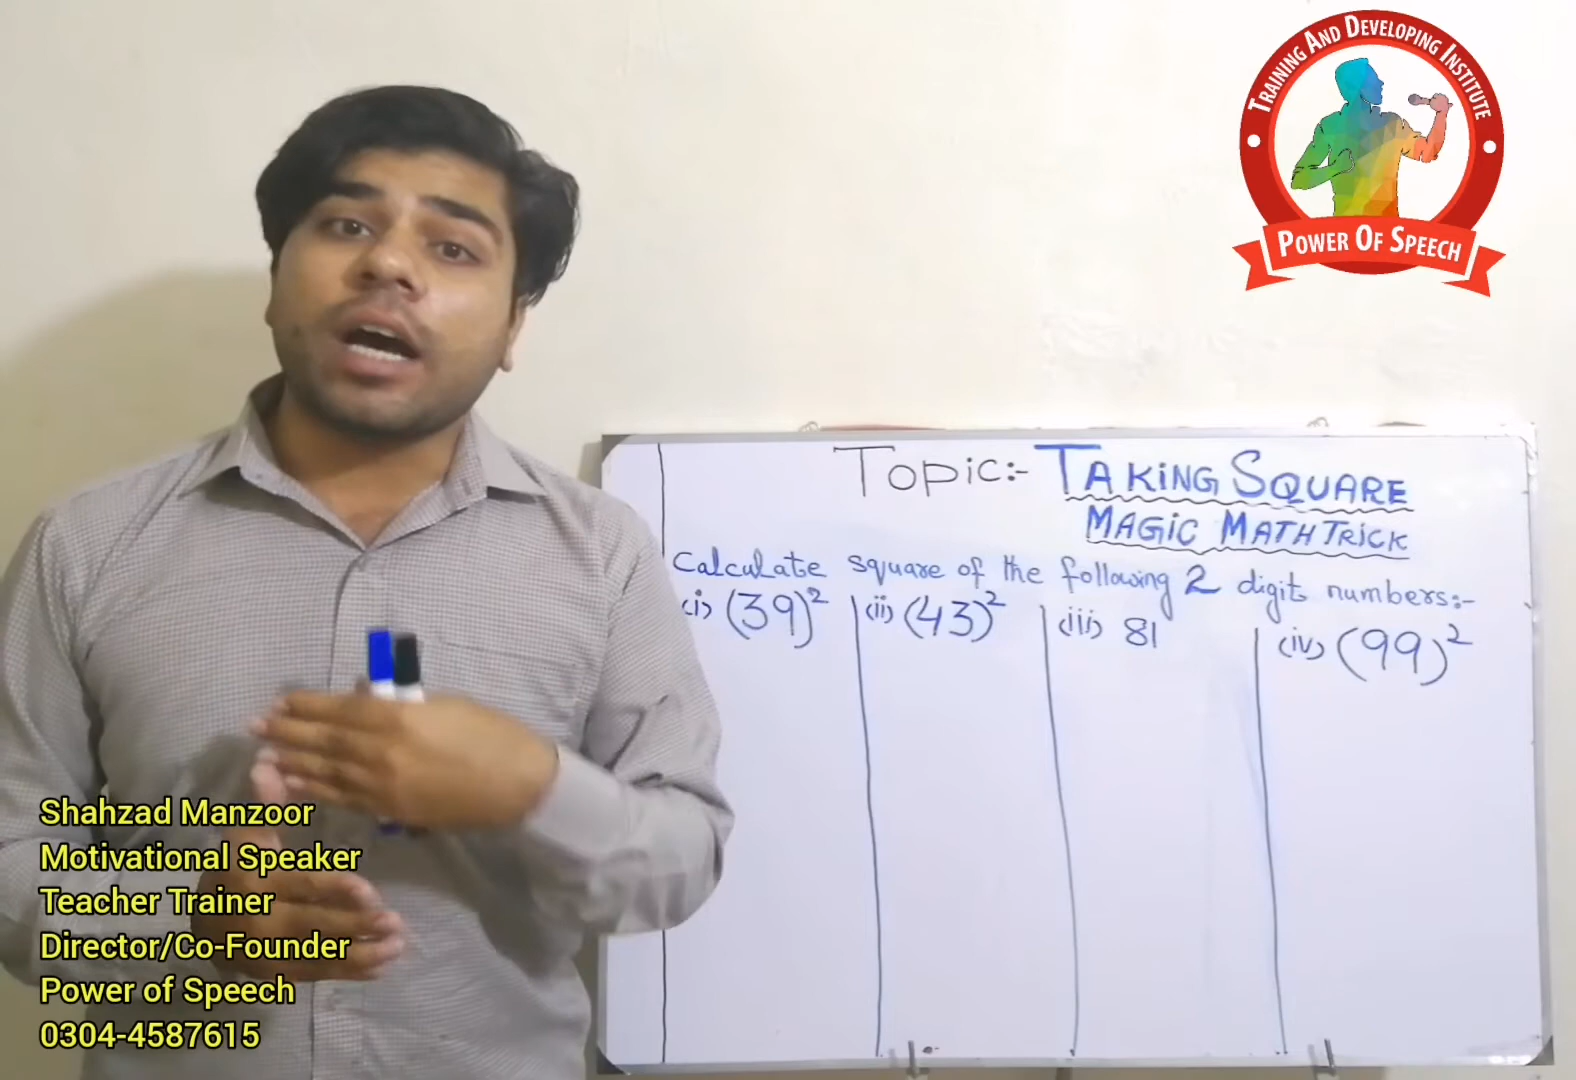 TRAINING AND DEVELOPING INSTITUTE
POWER OF SPEECH
Topic:- TAKING SQUARE
MAGIC MATH TRICK
Calculate square of the following 2 digit numbers:-
(i) (39)²
(ii) (43)²
(iii) 81
(iv) (99)²
Shahzad Manzoor
Motivational Speaker
Teacher Trainer
Director/Co-Founder
Power of Speech
0304-4587615